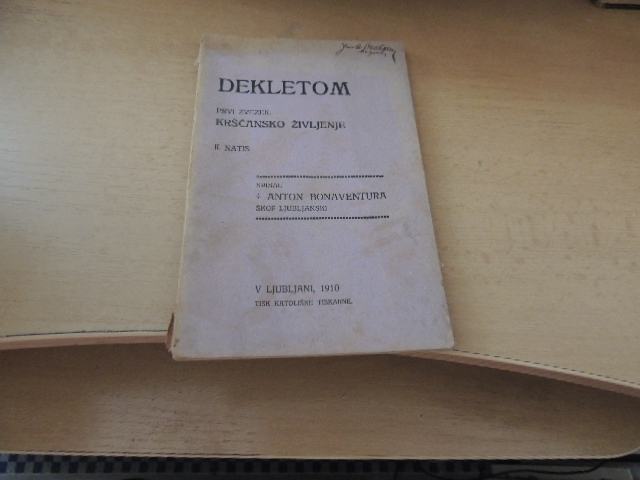 DEKLETOM
PRVI ZVEZEK.
KRŠČANSKO ŽIVLJENJE
II. NATIS
SPISAL
† ANTON BONAVENTURA
ŠKOF LJUBLJANSKI
V LJUBLJANI, 1910
TISK KATOLIŠKE TISKARNE.